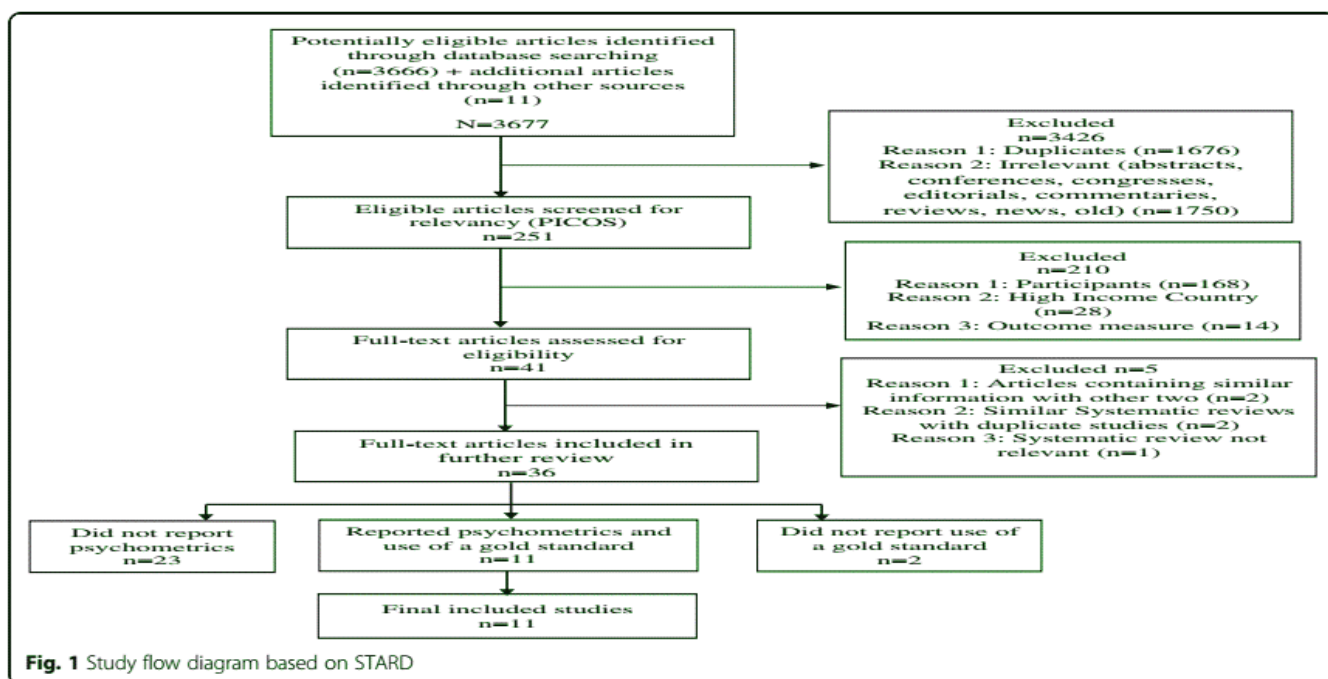 Potentially eligible articles identified
through database searching
(n=3666) + additional articles
identified through other sources
(n=11)
N=3677
Excluded
n=3426
Reason 1: Duplicates (n=1676)
Reason 2: Irrelevant (abstracts,
conferences, congresses,
editorials, commentaries,
reviews, news, old) (n=1750)
Eligible articles screened for
relevancy (PICOS)
n=251
Excluded
n=210
Reason 1: Participants (n=168)
Reason 2: High Income Country
(n=28)
Reason 3: Outcome measure (n=14)
Full-text articles assessed for
eligibility
n=41
Excluded n=5
Reason 1: Articles containing similar
information with other two (n=2)
Reason 2: Similar Systematic reviews
with duplicate studies (n=2)
Reason 3: Systematic review not
relevant (n=1)
Full-text articles included in
further review
n=36
Did not report
psychometrics
n=23
Reported psychometrics and
use of a gold standard
n=11
Did not report use of
a gold standard
n=2
Final included studies
n=11
Fig. 1 Study flow diagram based on STARD